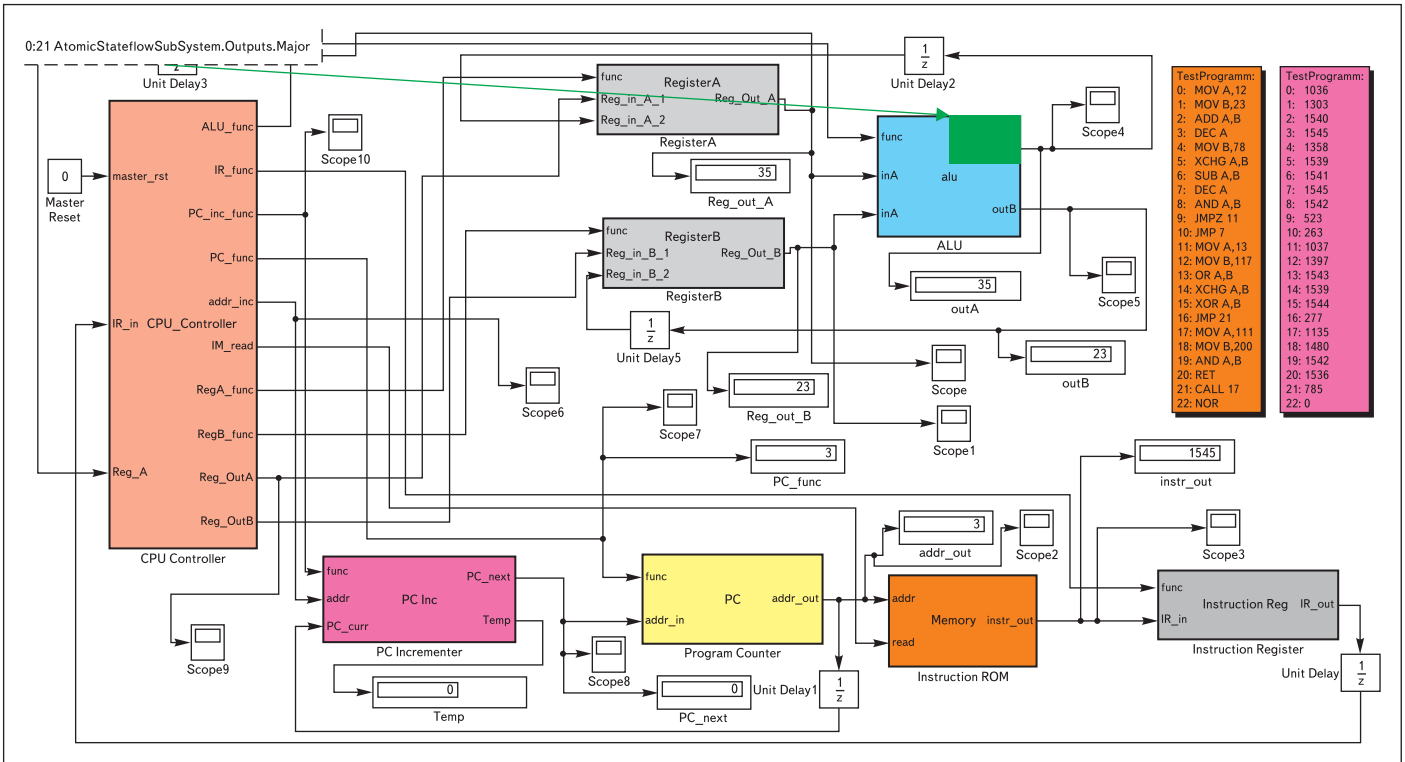 0:21 AtomicStateflowSubSystem.Outputs.Major
z
Unit Delay3
ALU_func
IR_func
master_rst
PC_inc_func
PC_func
addr_inc
IR_in
CPU_Controller
IM_read
RegA_func
RegB_func
Reg_A
Reg_OutA
Reg_OutB
CPU Controller
0
Master
Reset
Scope10
func
RegisterA
Reg_in_A_1
Reg_Out_A
Reg_in_A_2
RegisterA
35
Reg_out_A
1
z
Unit Delay2
func
inA
alu
inA
outB
ALU
Scope4
35
outA
Scope5
func
RegisterB
Reg_in_B_1
Reg_Out_B
Reg_in_B_2
RegisterB
1
z
Unit Delay5
23
outB
23
Reg_out_B
Scope
Scope1
Scope6
Scope7
3
PC_func
1545
instr_out
TestProgramm:
0: MOV A,12
1: MOV B,23
2: ADD A,B
3: DEC A
4: MOV B,78
5: XCHG A,B
6: SUB A,B
7: DEC A
8: AND A,B
9: JMPZ 11
10: JMP 7
11: MOV A,13
12: MOV B,117
13: OR A,B
14: XCHG A,B
15: XOR A,B
16: JMP 21
17: MOV A,111
18: MOV B,200
19: AND A,B
20: RET
21: CALL 17
22: NOR
TestProgramm:
0: 1036
1: 1303
2: 1540
3: 1545
4: 1358
5: 1539
6: 1541
7: 1545
8: 1542
9: 523
10: 263
11: 1037
12: 1397
13: 1543
14: 1539
15: 1544
16: 277
17: 1135
18: 1480
19: 1542
20: 1536
21: 785
22: 0
Scope9
func
PC_next
addr
PC Inc
Temp
PC_curr
PC Incrementer
0
Temp
Scope8
0
PC_next
func
PC
addr_out
addr_in
Program Counter
Unit Delay1
1
z
3
addr_out
Scope2
addr
Memory
instr_out
read
Instruction ROM
Scope3
func
Instruction Reg
IR_out
IR_in
Instruction Register
Unit Delay
1
z